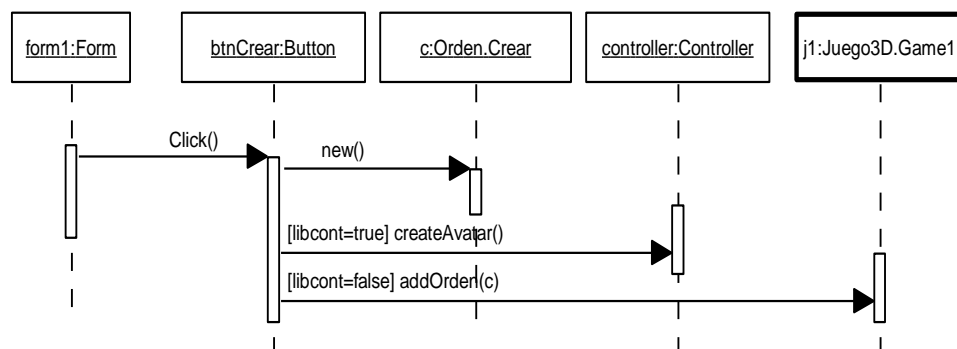 form1:Form
btnCrear:Button
c:Orden.Crear
controller:Controller
j1:Juego3D.Game1
Click()
new()
[libcont=true] createAvatar()
[libcont=false] addOrden(c)